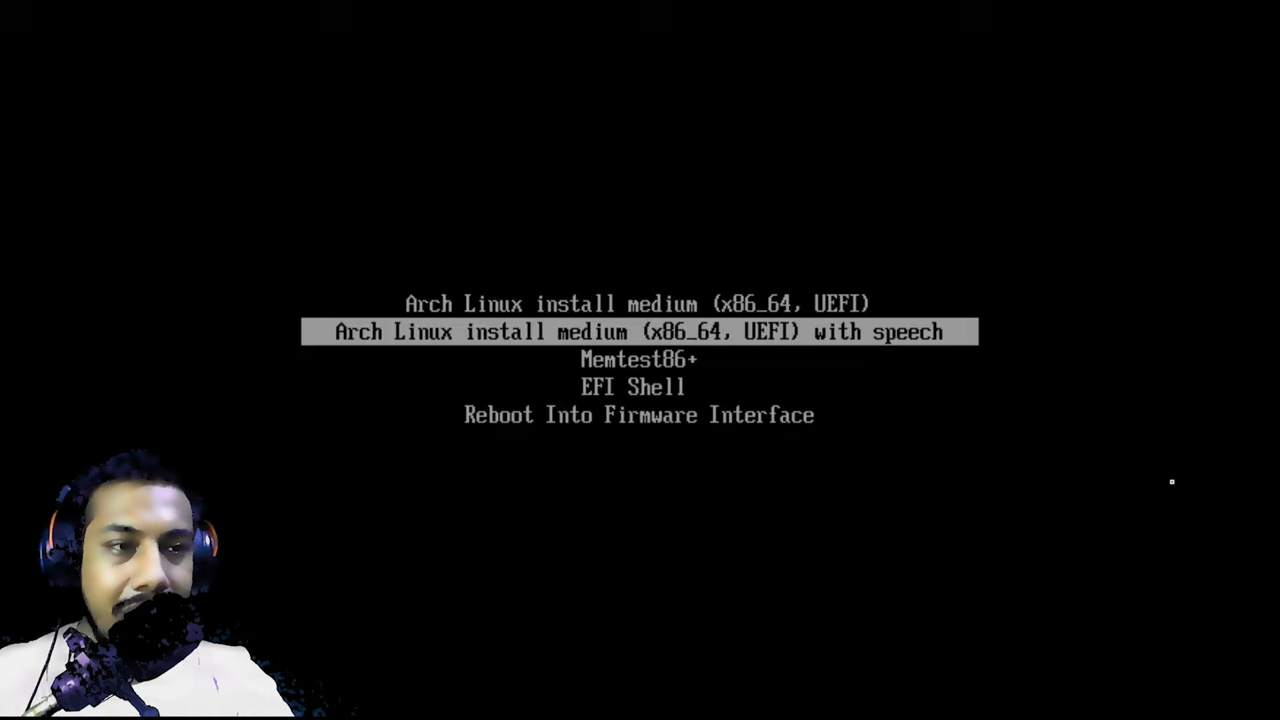 Arch Linux install medium (x86_64, UEFI)
Arch Linux install medium (x86_64, UEFI) with speech
Memtest86+
EFI Shell
Reboot Into Firmware Interface